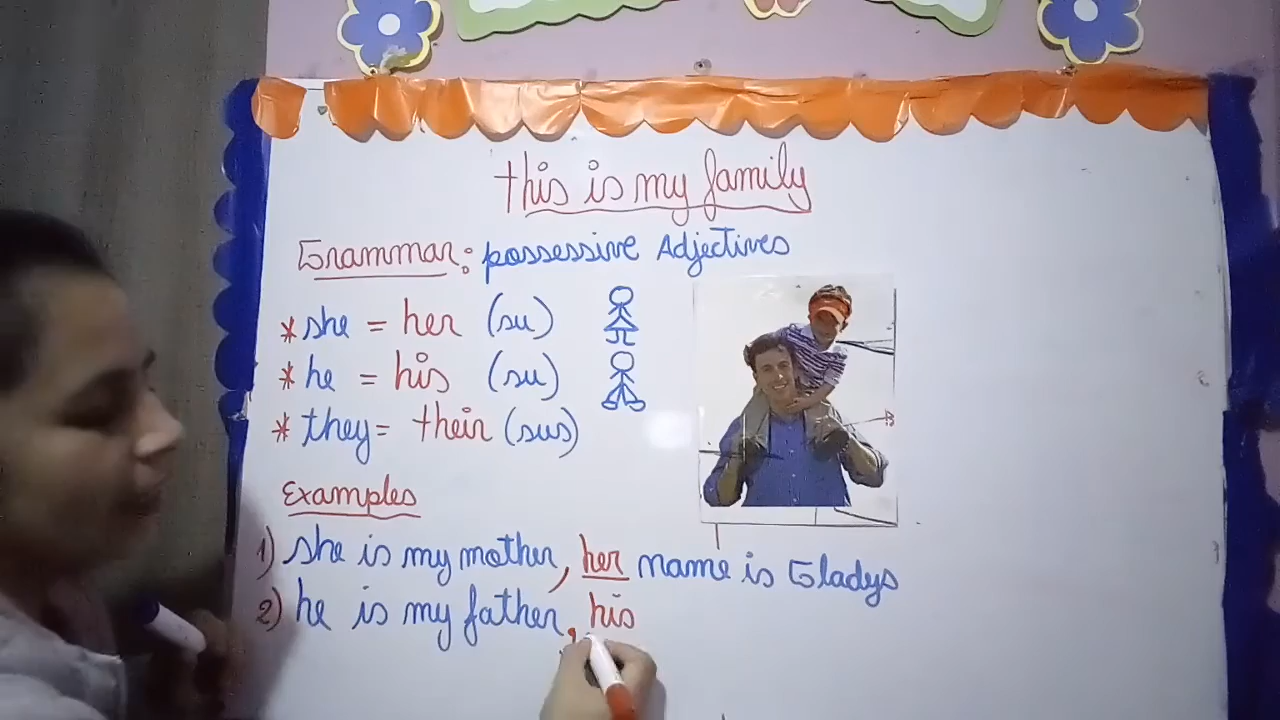 this is my family
Grammar: possessive Adjectives
* she = her (su)
* he = his (su)
* they = their (sus)
Examples
1) she is my mother, her name is Gladys
2) he is my father, his